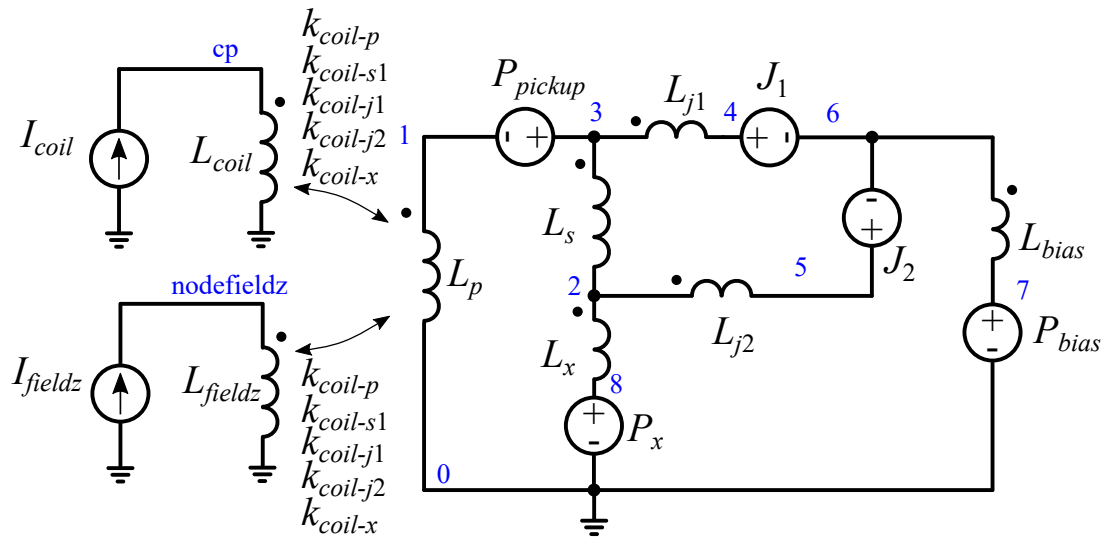 cp
k_coil-p
k_coil-s1
k_coil-j1
k_coil-j2
k_coil-x
I_coil
L_coil
nodefieldz
I_fieldz
L_fieldz
k_coil-p
k_coil-s1
k_coil-j1
k_coil-j2
k_coil-x
1
P_pickup
- +
3
L_j1
4
J_1
+ -
6
L_p
L_s
2
5
L_j2
-
+
J_2
L_bias
7
+
-
P_bias
L_x
8
+
-
P_x
0